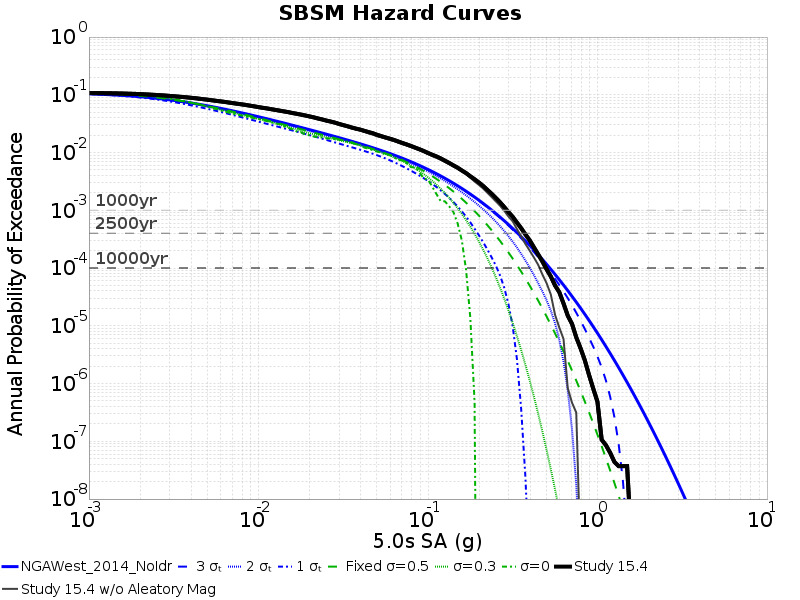 SBSM Hazard Curves
Annual Probability of Exceedance
10⁰
10⁻¹
10⁻²
10⁻³
10⁻⁴
10⁻⁵
10⁻⁶
10⁻⁷
10⁻⁸
1000yr
2500yr
10000yr
10⁻³ 10⁻² 10⁻¹ 10⁰ 10¹
5.0s SA (g)
NGAWest_2014_NoIdr 3 σₜ 2 σₜ 1 σₜ Fixed σ=0.5 σ=0.3 σ=0 Study 15.4
Study 15.4 w/o Aleatory Mag